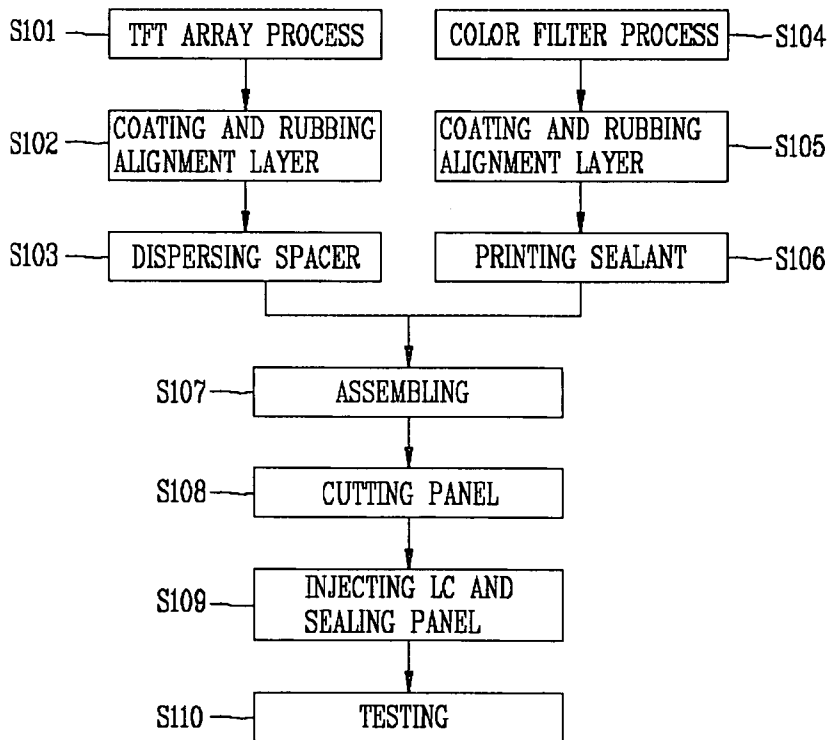 S101
TFT ARRAY PROCESS
COLOR FILTER PROCESS
S104
S102
COATING AND RUBBING
ALIGNMENT LAYER
COATING AND RUBBING
ALIGNMENT LAYER
S105
S103
DISPERSING SPACER
PRINTING SEALANT
S106
S107
ASSEMBLING
S108
CUTTING PANEL
S109
INJECTING LC AND
SEALING PANEL
S110
TESTING